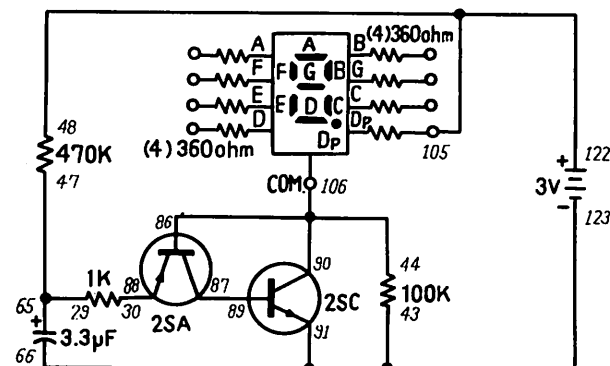 A A B (4)360ohm
F F G B G
E E D C C
D DP DP
(4)360ohm 105
48
470K
47
COM. 106
122
+
3V
-
123
86
1K
88 87
65 29 30 89
2SA
90
2SC
91
44
100K
43
+
3.3µF
66